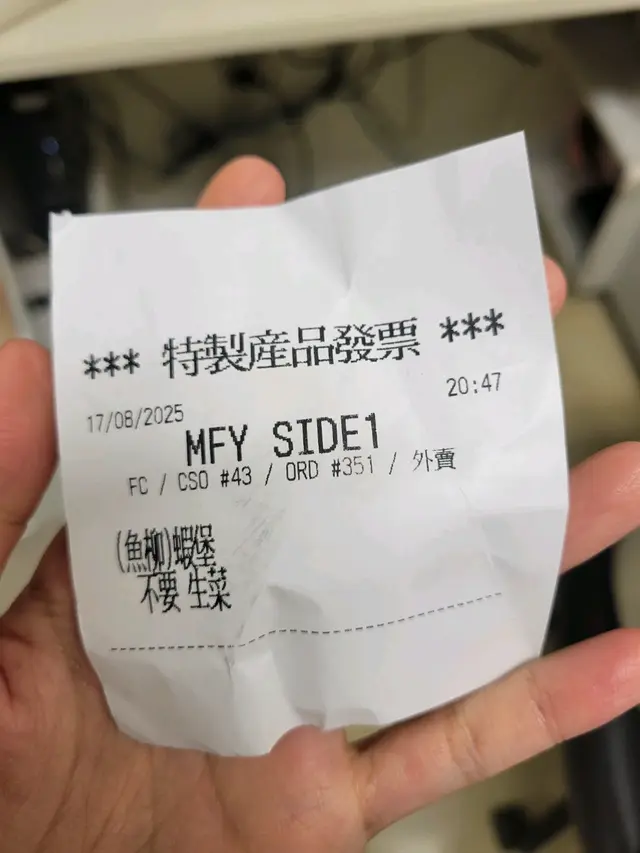 *** 特製産品發票 ***
20:47
17/08/2025
MFY SIDE1
FC / CSO #43 / ORD #351 / 外賣
(魚柳)蝦堡
不要 生菜